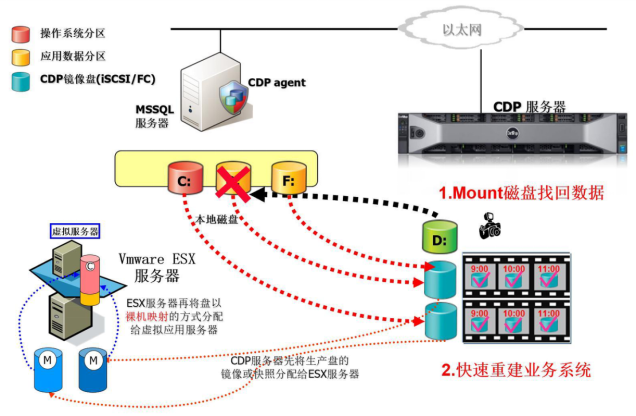 操作系统分区
应用数据分区
CDP镜像盘(iSCSI/FC)
以太网
CDP agent
MSSQL
服务器
CDP 服务器
C:
F:
1.Mount磁盘找回数据
本地磁盘
虚拟服务器
D:
Vmware ESX
服务器
C
9:00
10:00
11:00
ESX服务器再将盘以
裸机映射的方式分配
给虚拟应用服务器
9:00
10:00
11:00
M
M
CDP服务器先将生产盘的
镜像或快照分配给ESX服务器
2.快速重建业务系统